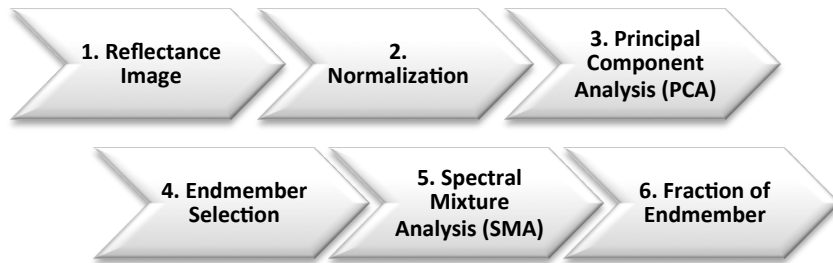 1. Reflectance
Image
2.
Normalization
3. Principal
Component
Analysis (PCA)
4. Endmember
Selection
5. Spectral
Mixture
Analysis (SMA)
6. Fraction of
Endmember